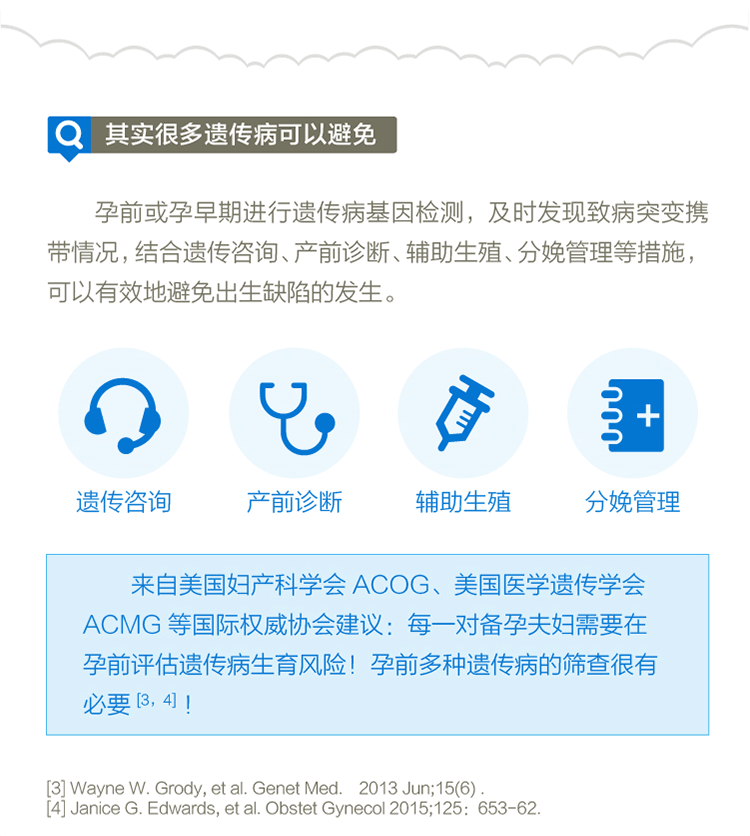 其实很多遗传病可以避免
孕前或孕早期进行遗传病基因检测，及时发现致病突变携
带情况，结合遗传咨询、产前诊断、辅助生殖、分娩管理等措施，
可以有效地避免出生缺陷的发生。
遗传咨询 产前诊断 辅助生殖 分娩管理
来自美国妇产科学会 ACOG、美国医学遗传学会
ACMG 等国际权威协会建议：每一对备孕夫妇需要在
孕前评估遗传病生育风险！孕前多种遗传病的筛查很有
必要 [3, 4]！
[3] Wayne W. Grody, et al. Genet Med. 2013 Jun;15(6) .
[4] Janice G. Edwards, et al. Obstet Gynecol 2015;125: 653-62.